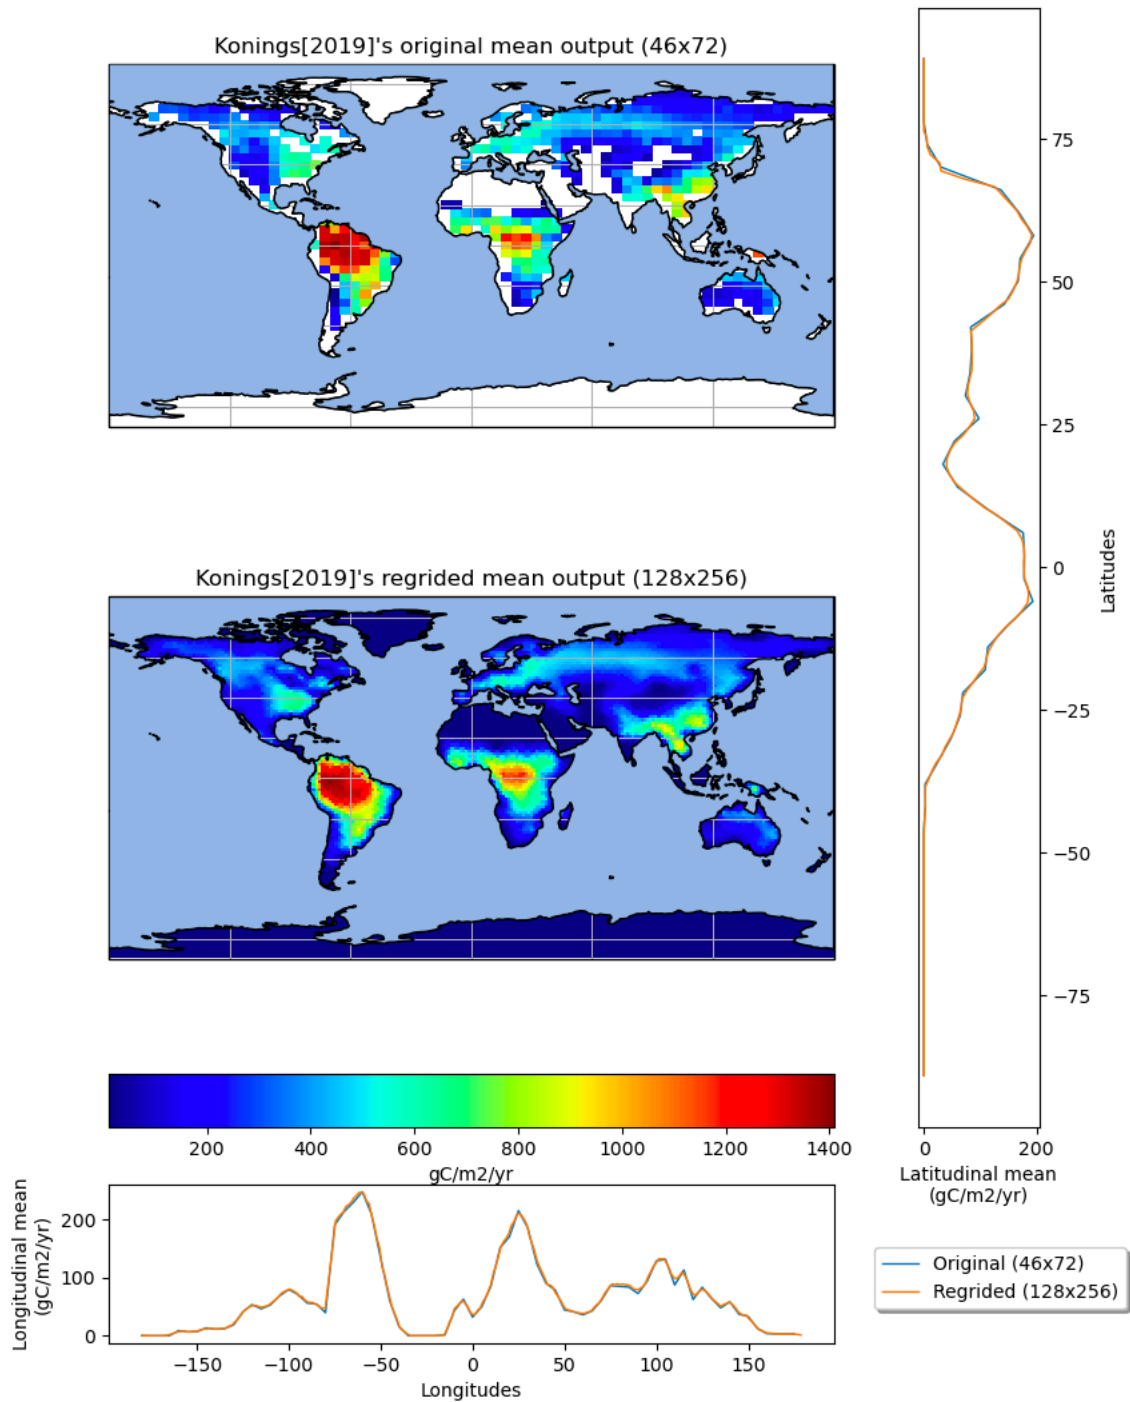 Konings[2019]'s original mean output (46x72)
75
50
25
0
−25
−50
−75
Latitudes
0 200
Latitudinal mean
(gC/m2/yr)
Konings[2019]'s regrided mean output (128x256)
200 400 600 800 1000 1200 1400
gC/m2/yr
Longitudinal mean
(gC/m2/yr)
200
100
0
−150 −100 −50 0 50 100 150
Longitudes
Original (46x72)
Regrided (128x256)